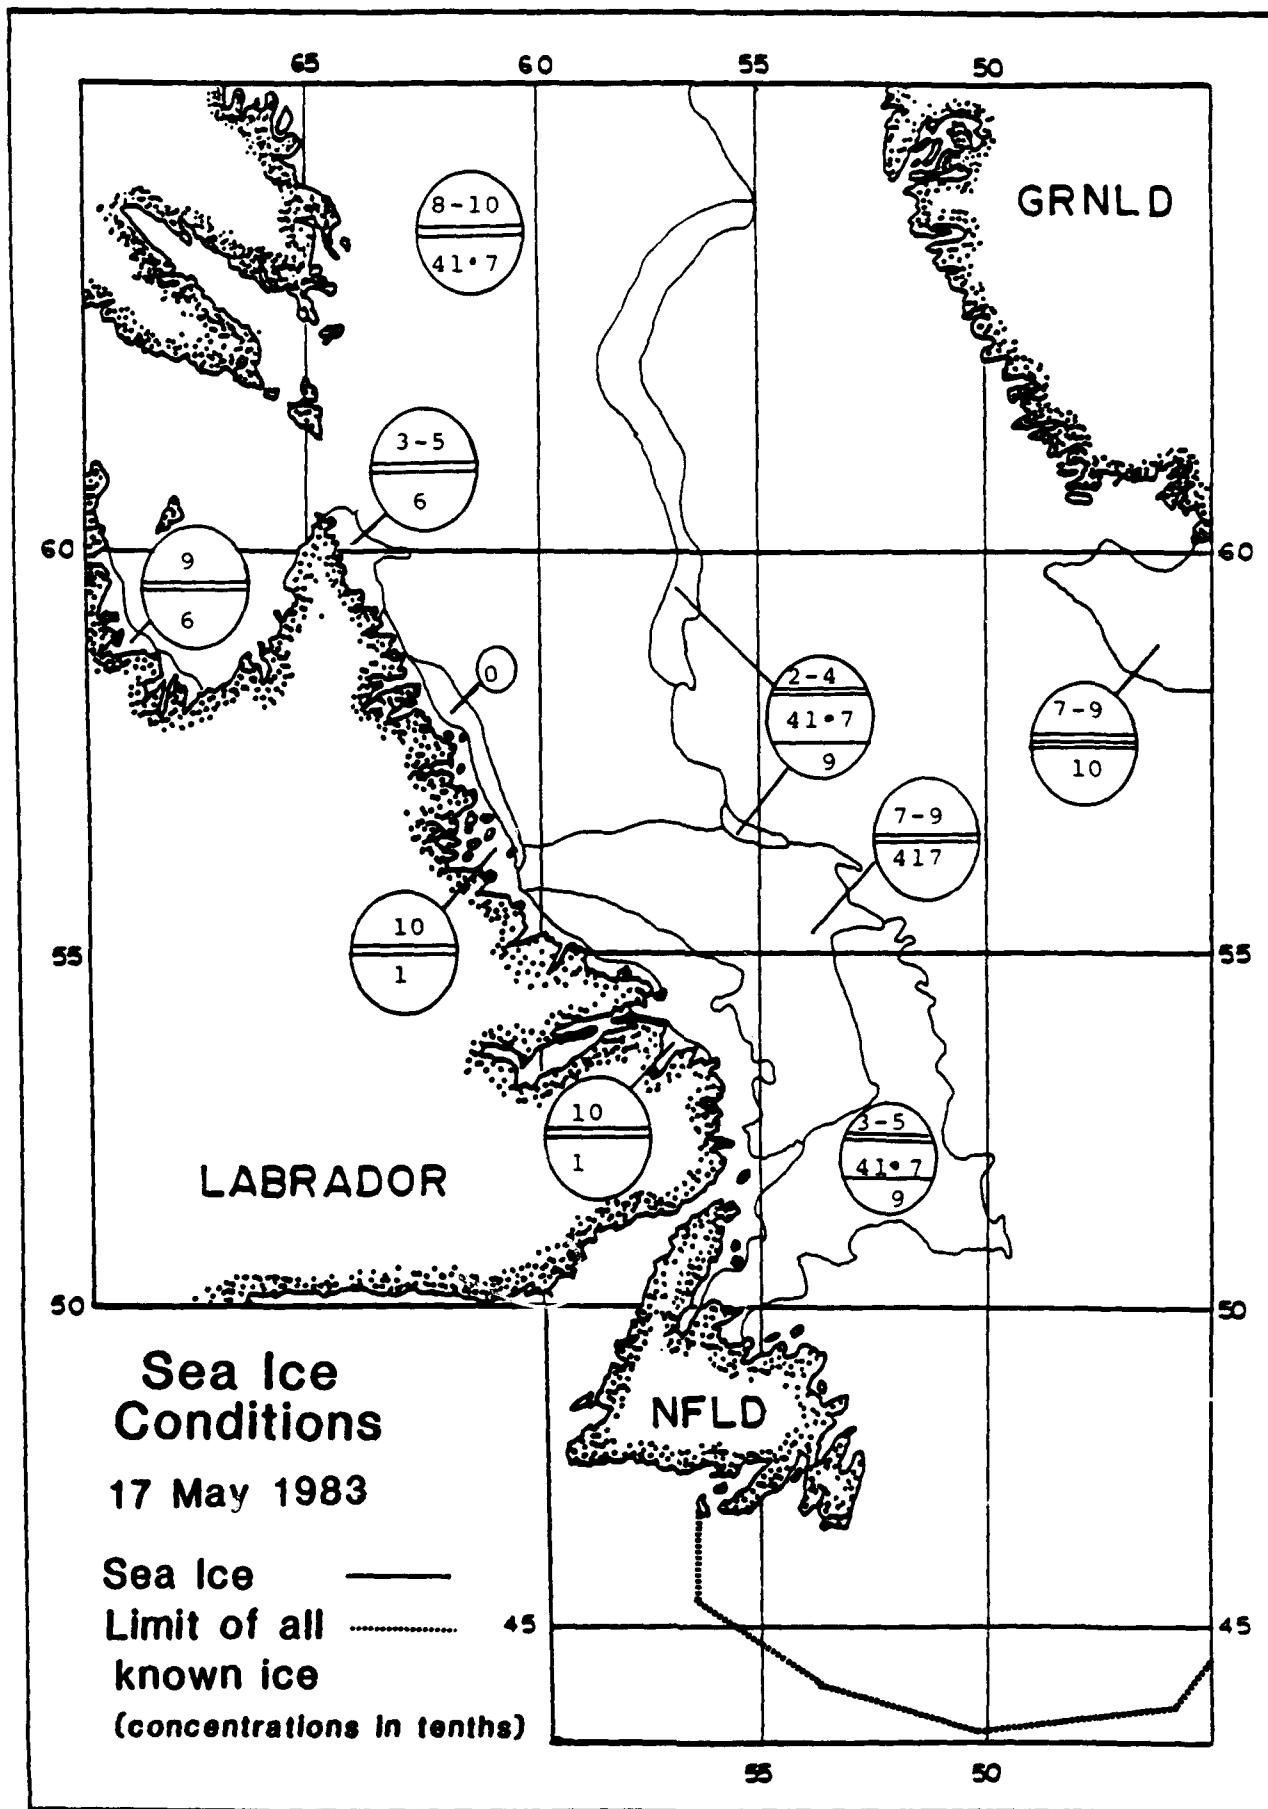 65 60 55 50
GRNLD
8-10
41•7
3-5
6
60
9
6
60
0
2-4
41•7
9
7-9
10
7-9
417
10
1
55
55
10
1
3-5
41•7
9
LABRADOR
50
50
NFLD
Sea Ice
Conditions
17 May 1983
Sea Ice
Limit of all
known ice
(concentrations in tenths)
45
45
55 50